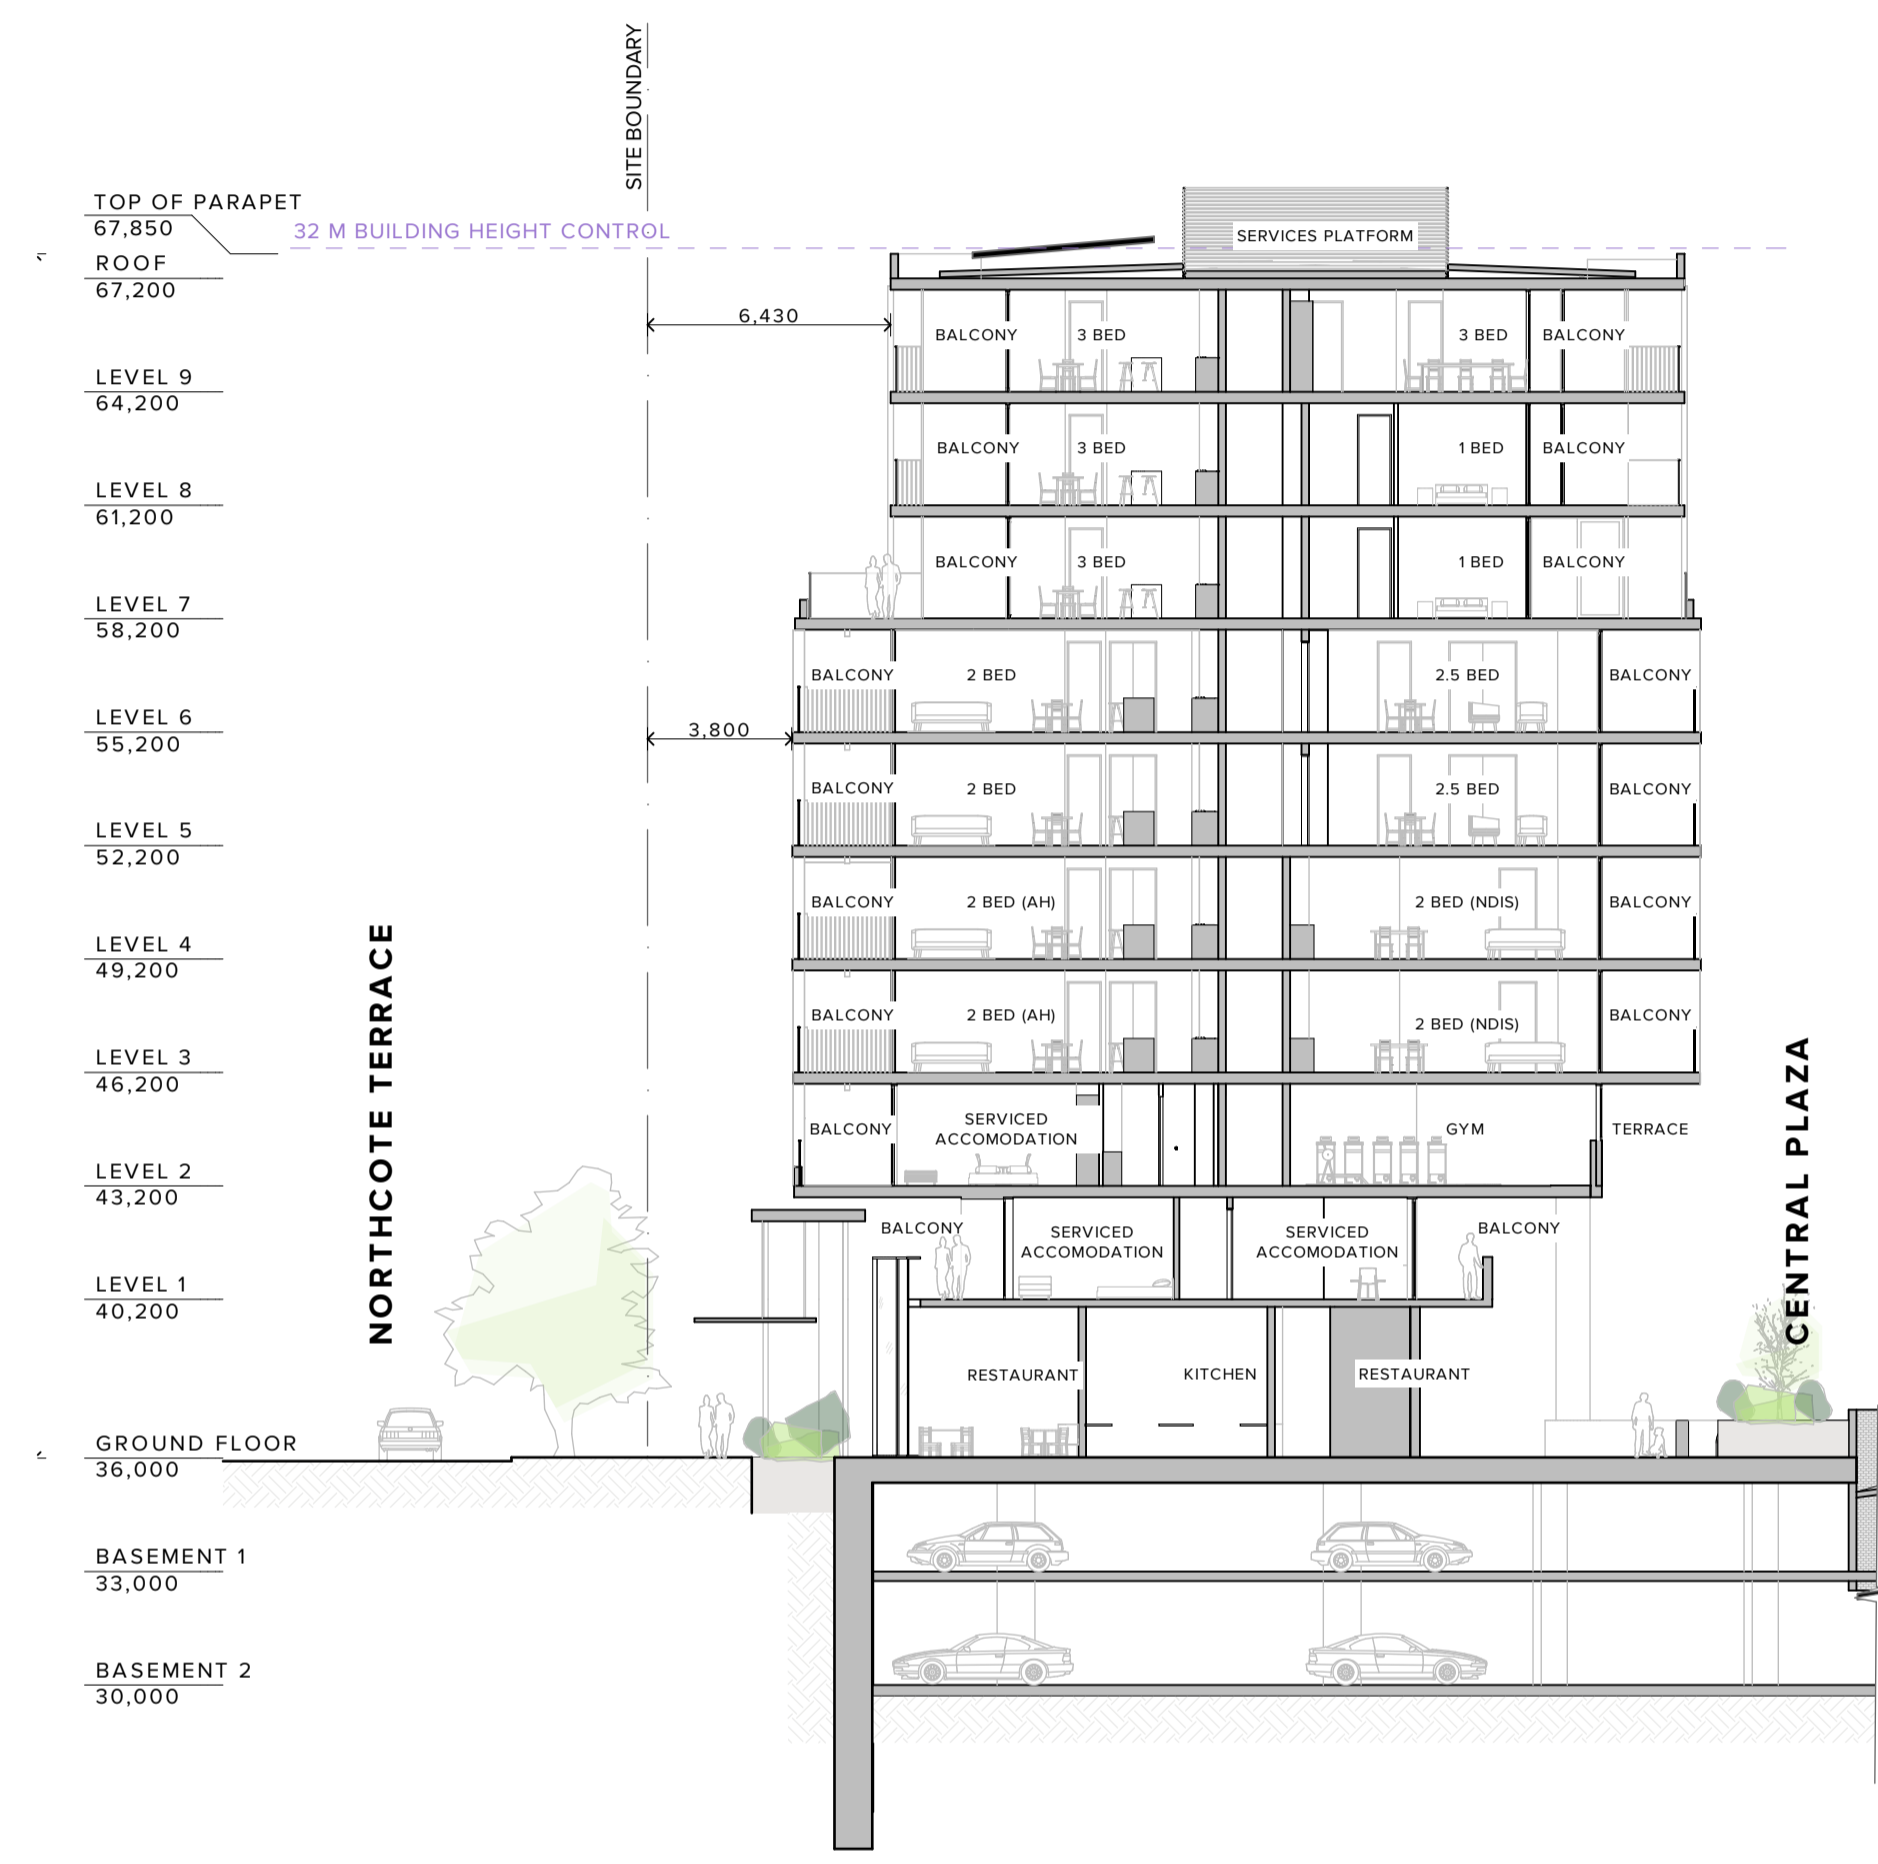 SITE BOUNDARY
TOP OF PARAPET
67,850
32 M BUILDING HEIGHT CONTROL
SERVICES PLATFORM
ROOF
67,200
6,430
BALCONY
3 BED
3 BED
BALCONY
LEVEL 9
64,200
BALCONY
3 BED
1 BED
BALCONY
LEVEL 8
61,200
BALCONY
3 BED
1 BED
BALCONY
LEVEL 7
58,200
BALCONY
2 BED
2.5 BED
BALCONY
LEVEL 6
55,200
3,800
BALCONY
2 BED
2.5 BED
BALCONY
LEVEL 5
52,200
BALCONY
2 BED (AH)
2 BED (NDIS)
BALCONY
LEVEL 4
49,200
BALCONY
2 BED (AH)
2 BED (NDIS)
BALCONY
LEVEL 3
46,200
NORTHCOTE TERRACE
CENTRAL PLAZA
BALCONY
SERVICED
ACCOMODATION
GYM
TERRACE
LEVEL 2
43,200
BALCONY
SERVICED
ACCOMODATION
SERVICED
ACCOMODATION
BALCONY
LEVEL 1
40,200
RESTAURANT
KITCHEN
RESTAURANT
GROUND FLOOR
36,000
BASEMENT 1
33,000
BASEMENT 2
30,000